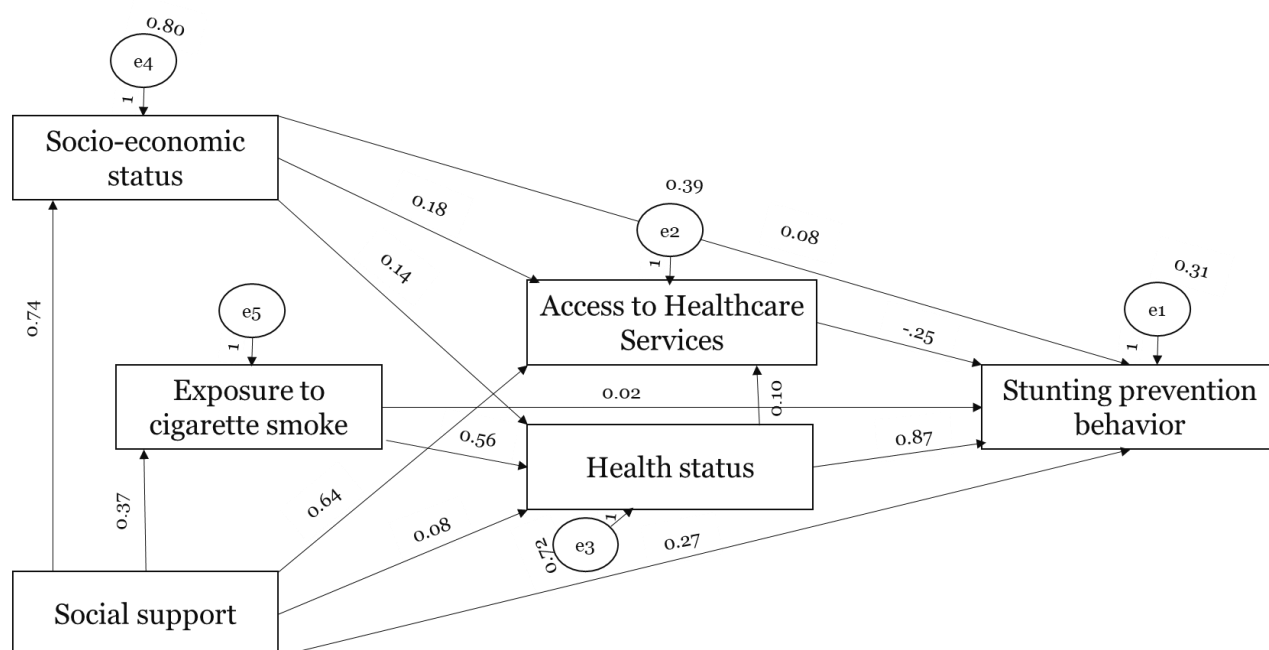 0.80
e4
1
Socio-economic
status
0.39
0.18
e2
0.08
1
0.14
0.31
e5
e1
0.74
1
Access to Healthcare
Services
-.25
1
Exposure to
cigarette smoke
0.02
0.10
Stunting prevention
behavior
0.56
0.87
Health status
0.37
0.64
0.08
1
0.72
e3
0.27
Social support